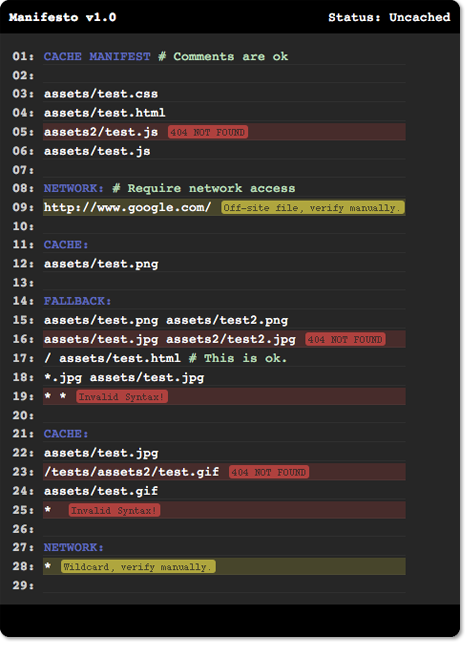 Manifesto v1.0 Status: Uncached
01: CACHE MANIFEST # Comments are ok
02:
03: assets/test.css
04: assets/test.html
05: assets2/test.js 404 NOT FOUND
06: assets/test.js
07:
08: NETWORK: # Require network access
09: http://www.google.com/ Off-site file, verify manually.
10:
11: CACHE:
12: assets/test.png
13:
14: FALLBACK:
15: assets/test.png assets/test2.png
16: assets/test.jpg assets2/test2.jpg 404 NOT FOUND
17: / assets/test.html # This is ok.
18: *.jpg assets/test.jpg
19: * * Invalid Syntax!
20:
21: CACHE:
22: assets/test.jpg
23: /tests/assets2/test.gif 404 NOT FOUND
24: assets/test.gif
25: * Invalid Syntax!
26:
27: NETWORK:
28: * Wildcard, verify manually.
29: